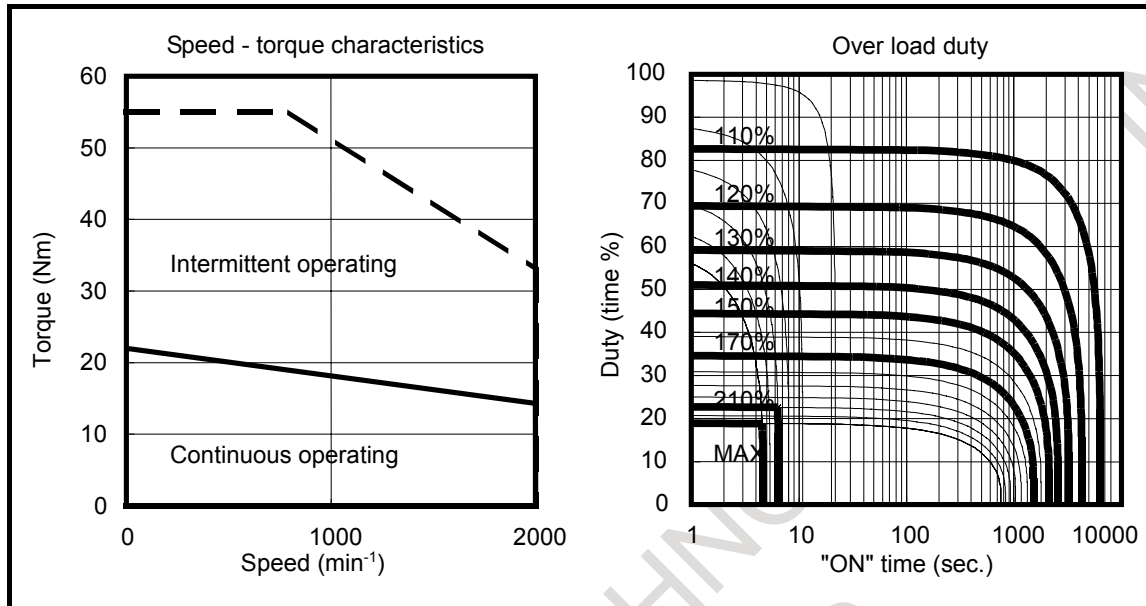 Speed - torque characteristics
60
50
40
30
20
10
0
Torque (Nm)
Intermittent operating
Continuous operating
0 1000 2000
Speed (min-1)
Over load duty
100
90
80
70
60
50
40
30
20
10
0
Duty (time %)
110%
120%
130%
140%
150%
170%
210%
MAX
1 10 100 1000 10000
"ON" time (sec.)